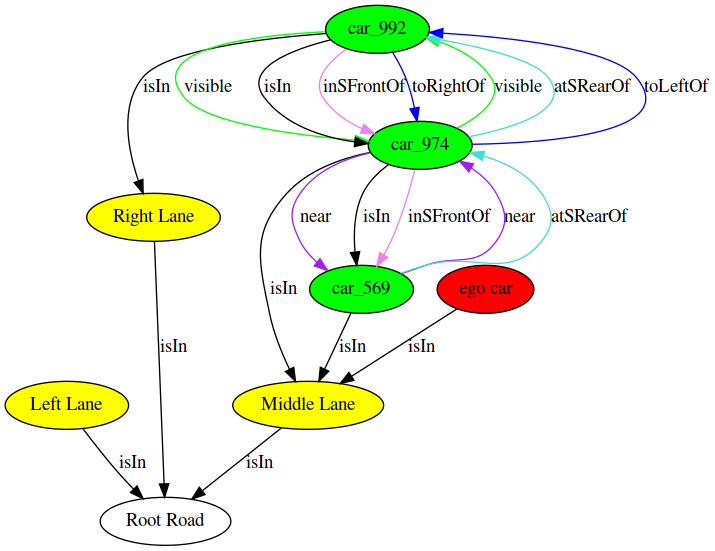 car_992
isIn visible isIn inSFrontOf toRightOf visible atSRearOf toLeftOf
car_974
Right Lane near isIn inSFrontOf near atSRearOf
isIn car_569 ego car
isIn isIn isIn
Left Lane Middle Lane
isIn isIn
Root Road